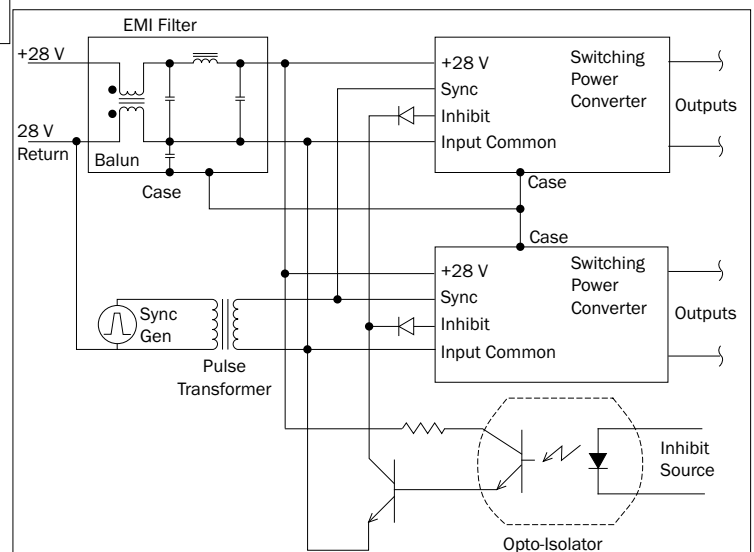 EMI Filter
+28 V
28 V
Return
Balun
Case
+28 V
Sync
Inhibit
Input Common
Switching
Power
Converter
Outputs
Case
Case
+28 V
Sync
Inhibit
Input Common
Switching
Power
Converter
Outputs
Sync
Gen
Pulse
Transformer
Inhibit
Source
Opto-Isolator